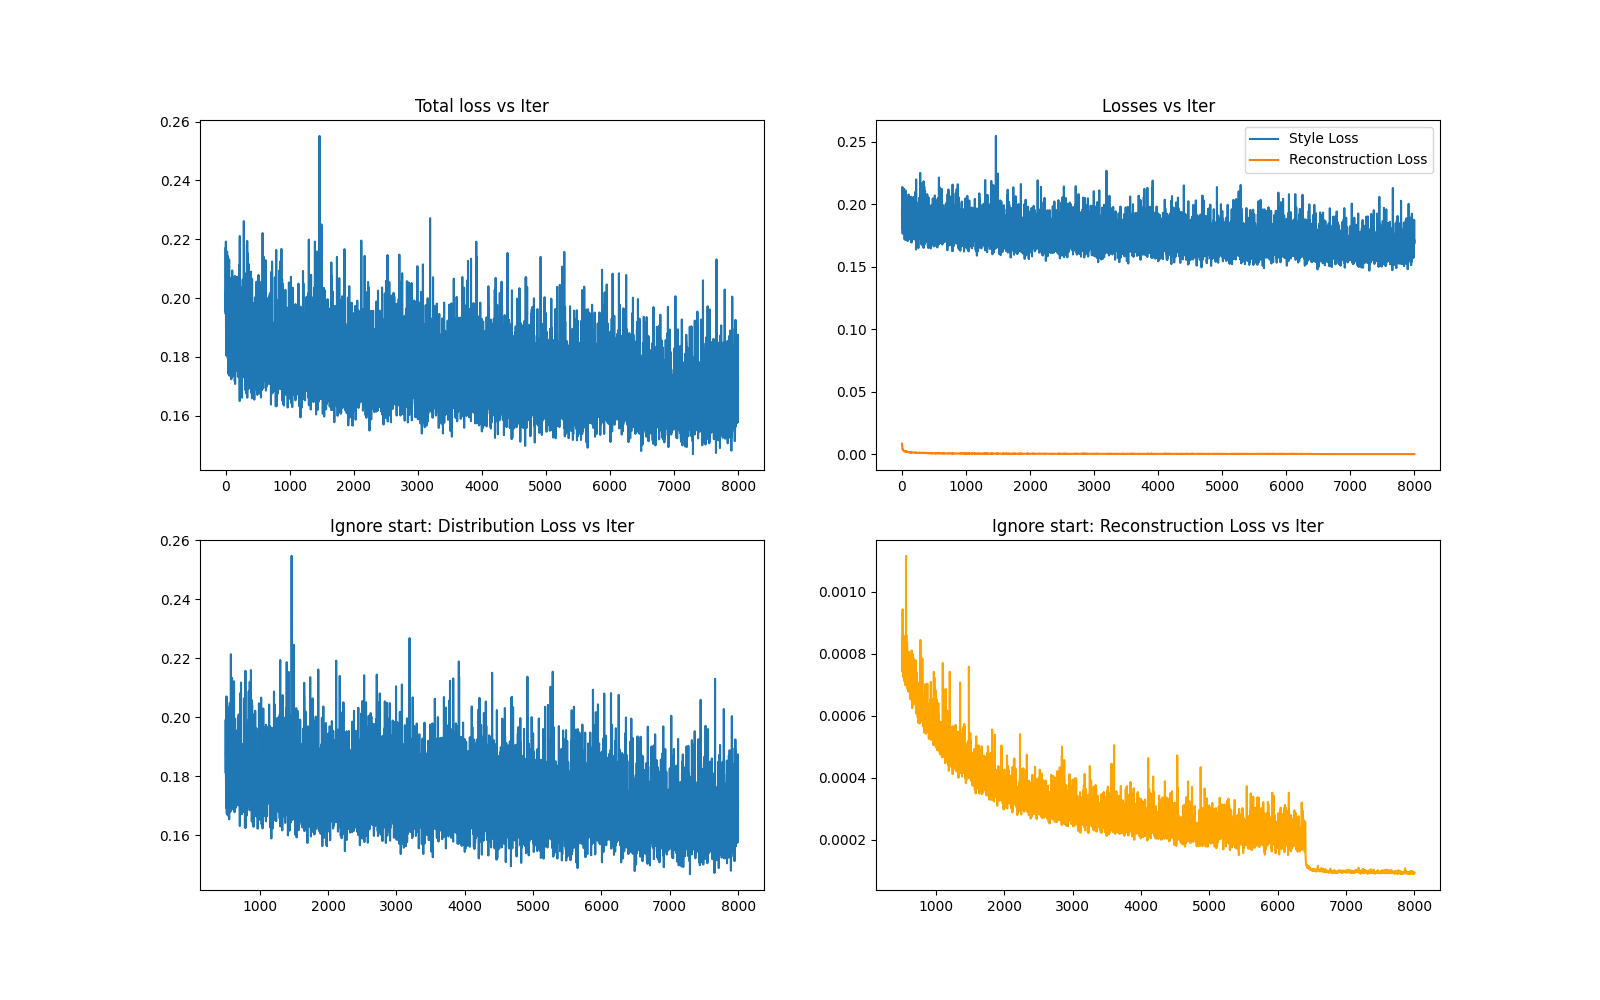 Total loss vs Iter
0.26
0.24
0.22
0.20
0.18
0.16
0 1000 2000 3000 4000 5000 6000 7000 8000
Losses vs Iter
Style Loss
Reconstruction Loss
0.25
0.20
0.15
0.10
0.05
0.00
0 1000 2000 3000 4000 5000 6000 7000 8000
Ignore start: Distribution Loss vs Iter
0.26
0.24
0.22
0.20
0.18
0.16
1000 2000 3000 4000 5000 6000 7000 8000
Ignore start: Reconstruction Loss vs Iter
0.0010
0.0008
0.0006
0.0004
0.0002
1000 2000 3000 4000 5000 6000 7000 8000